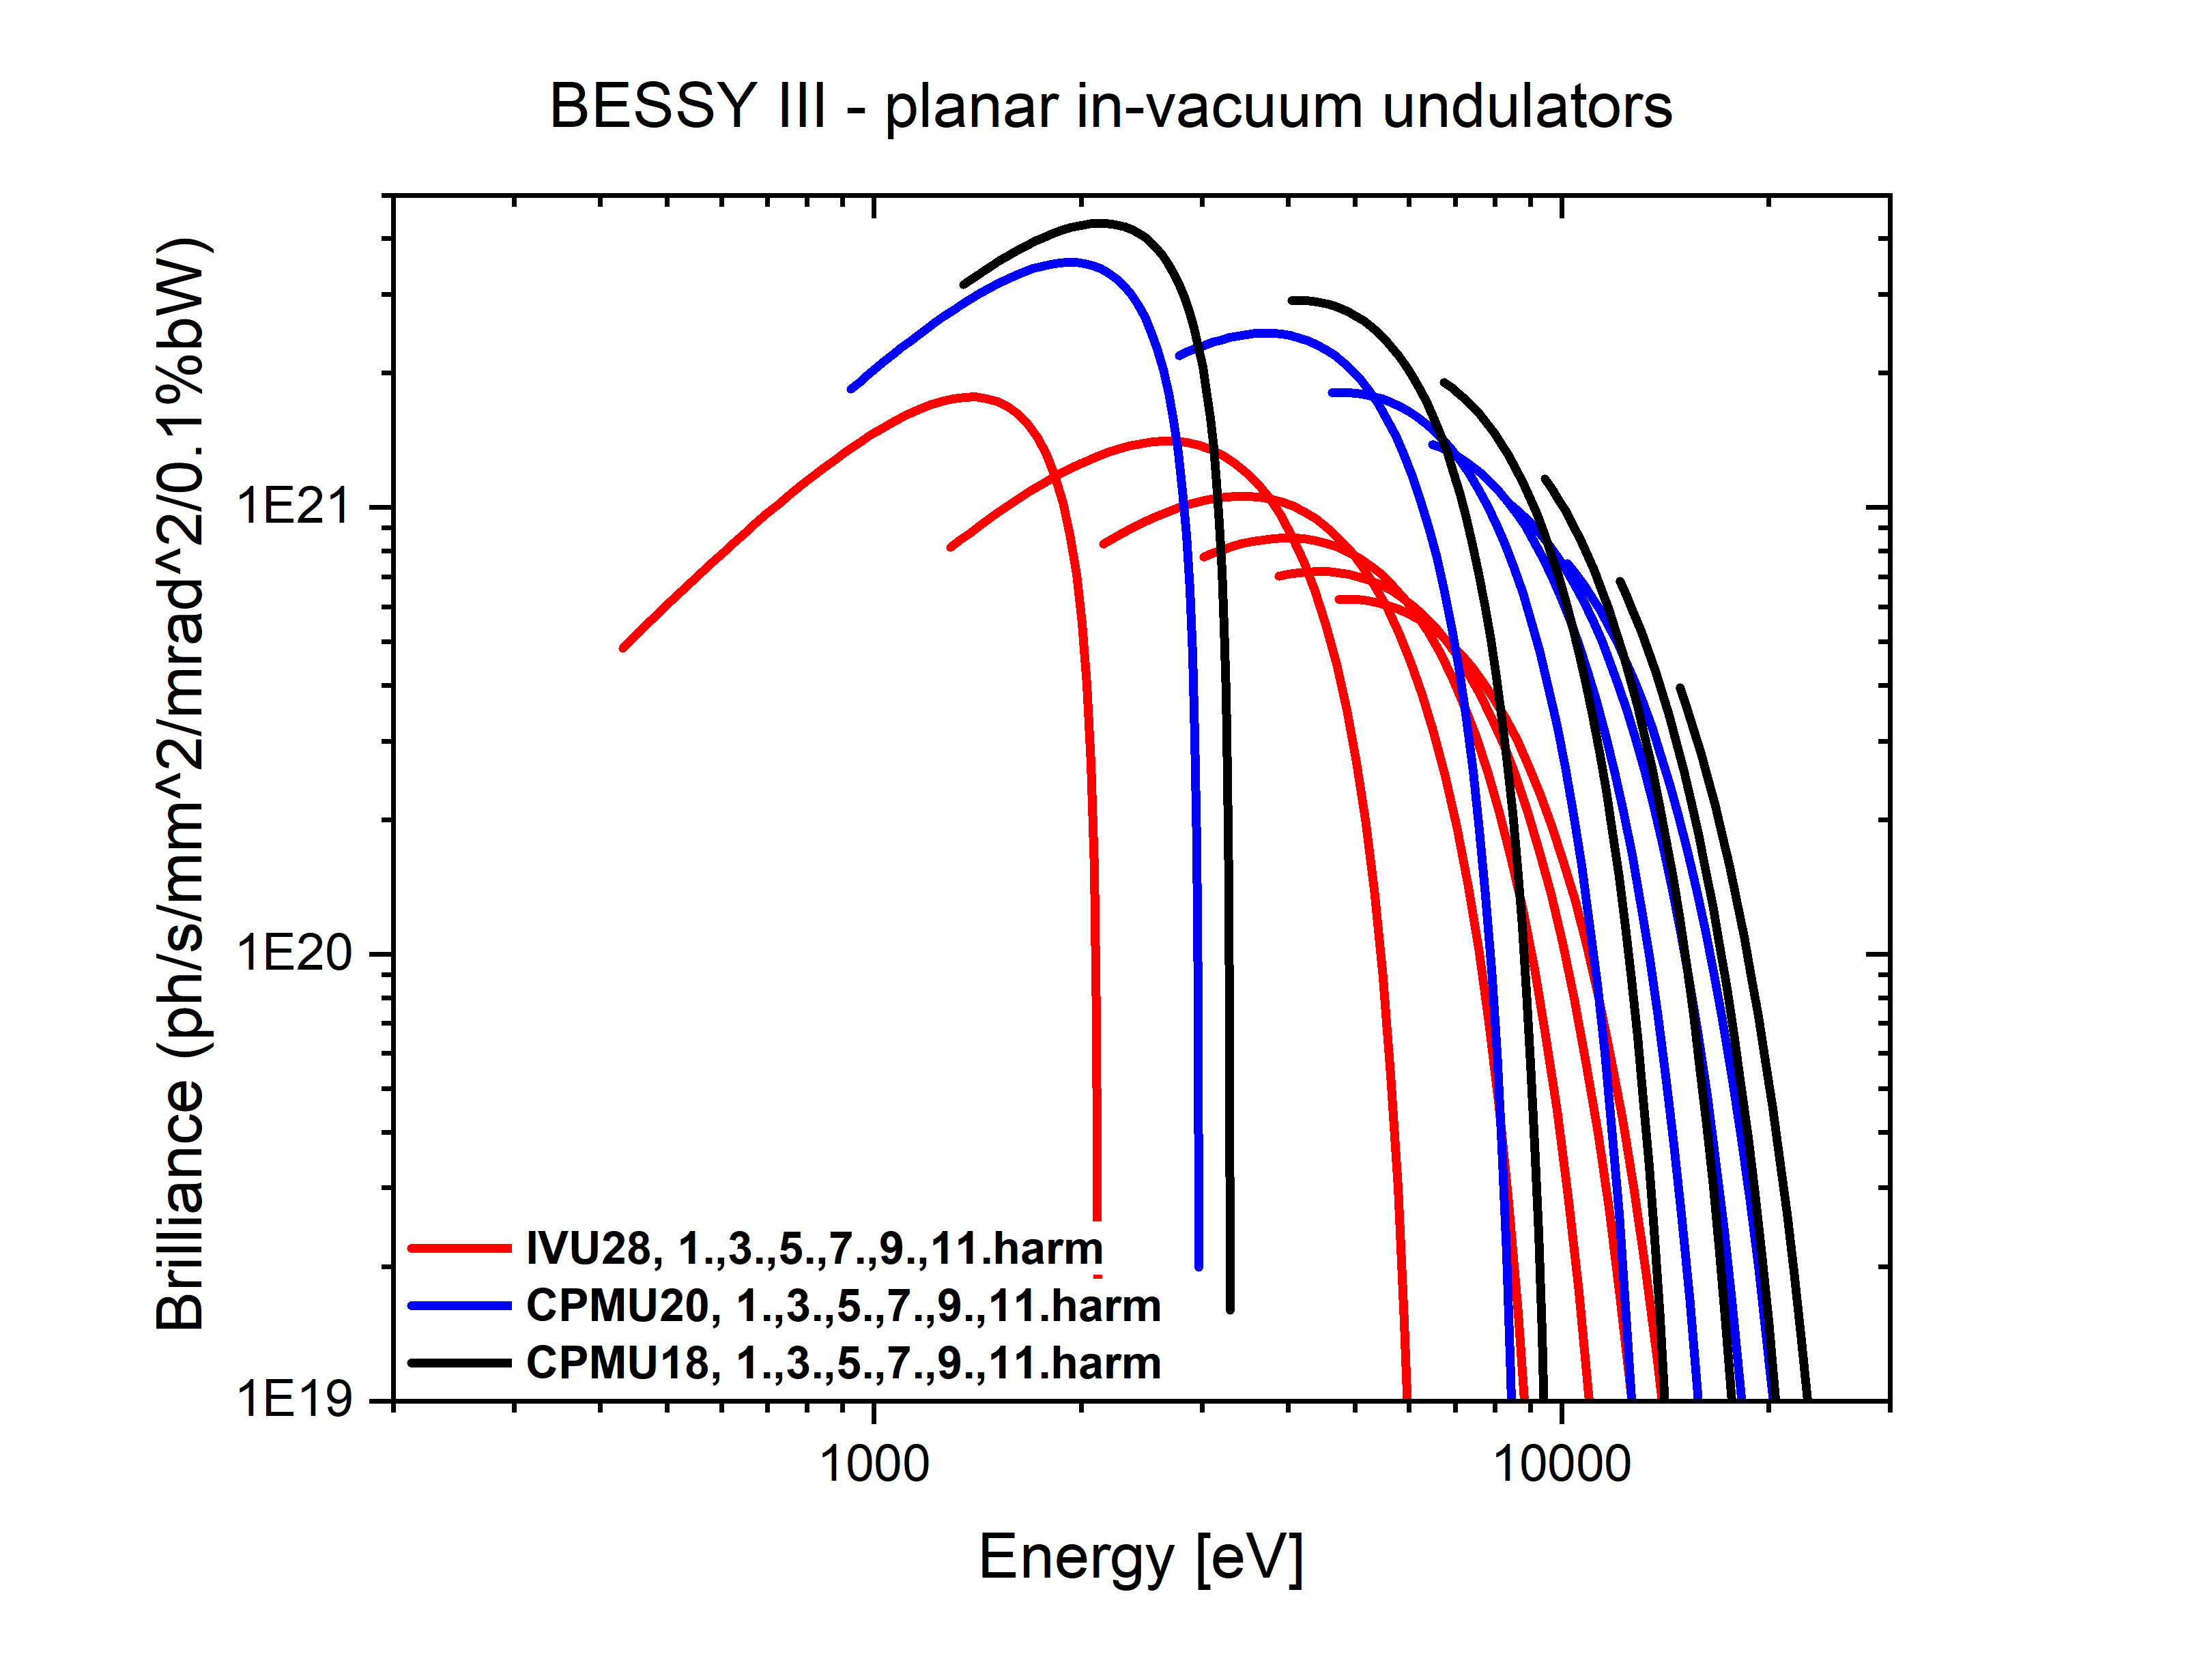 BESSY III - planar in-vacuum undulators
Brilliance (ph/s/mm^2/mrad^2/0.1%bW)
1E21
1E20
1E19
IVU28, 1.,3.,5.,7.,9.,11.harm
CPMU20, 1.,3.,5.,7.,9.,11.harm
CPMU18, 1.,3.,5.,7.,9.,11.harm
1000
10000
Energy [eV]